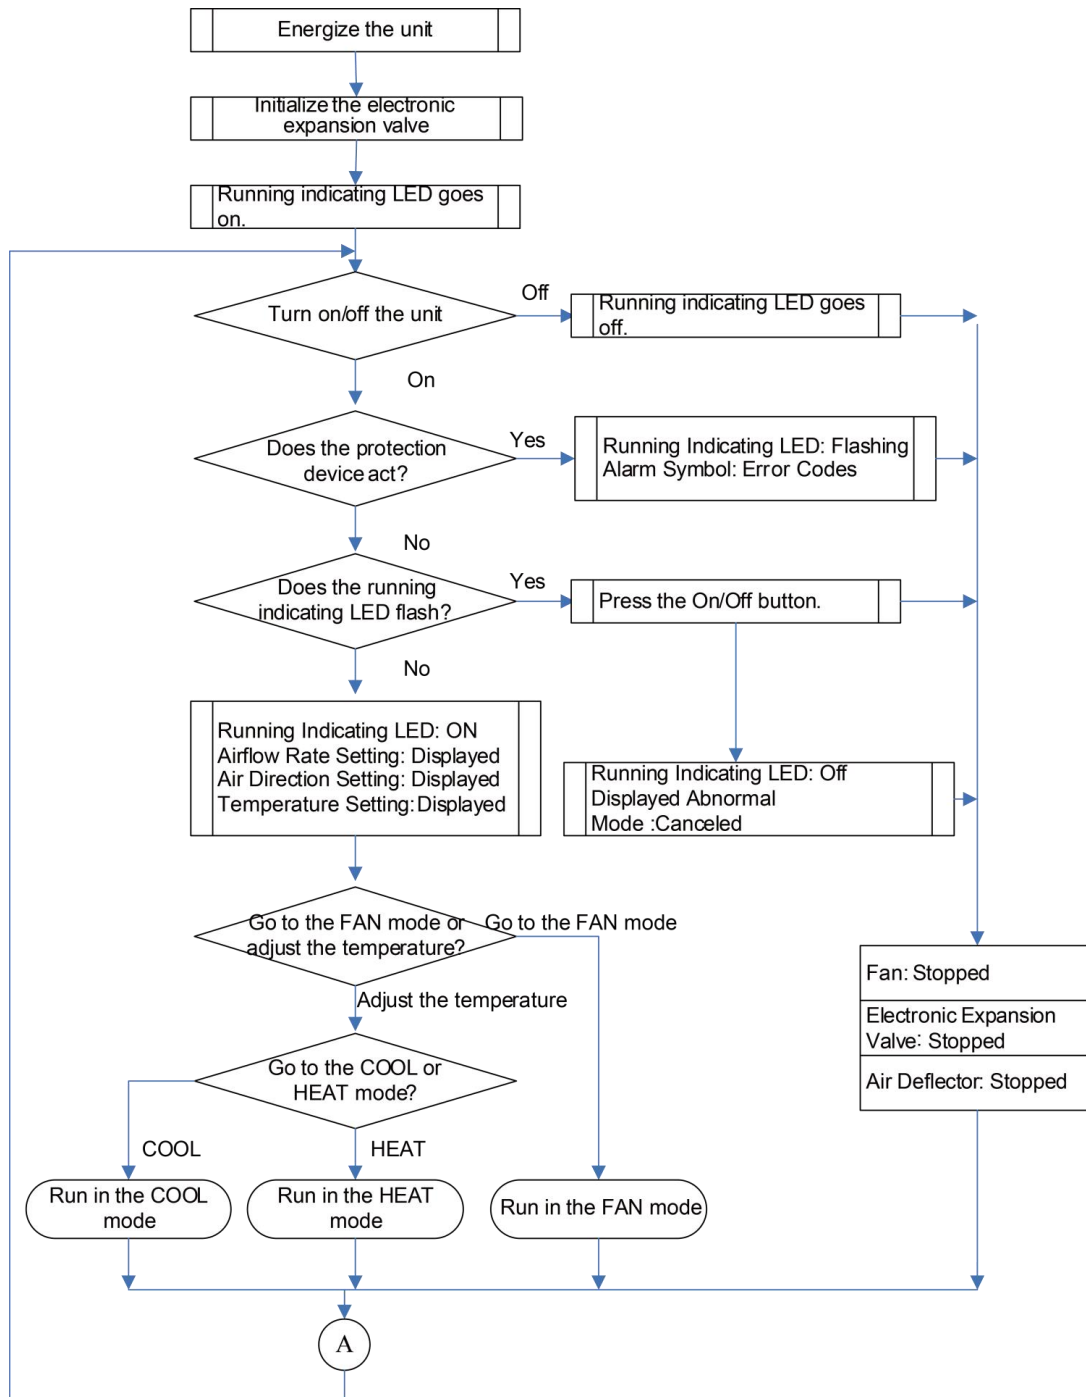 Energize the unit
Initialize the electronic
expansion valve
Running indicating LED goes
on.
Turn on/off the unit
Off
Running indicating LED goes
off.
On
Does the protection
device act?
Yes
Running Indicating LED: Flashing
Alarm Symbol: Error Codes
No
Does the running
indicating LED flash?
Yes
Press the On/Off button.
No
Running Indicating LED: ON
Airflow Rate Setting: Displayed
Air Direction Setting: Displayed
Temperature Setting: Displayed
Running Indicating LED: Off
Displayed Abnormal
Mode :Canceled
Go to the FAN mode or
adjust the temperature?
Go to the FAN mode
Fan: Stopped
Electronic Expansion
Valve: Stopped
Air Deflector: Stopped
Adjust the temperature
Go to the COOL or
HEAT mode?
COOL
HEAT
Run in the COOL
mode
Run in the HEAT
mode
Run in the FAN mode
A